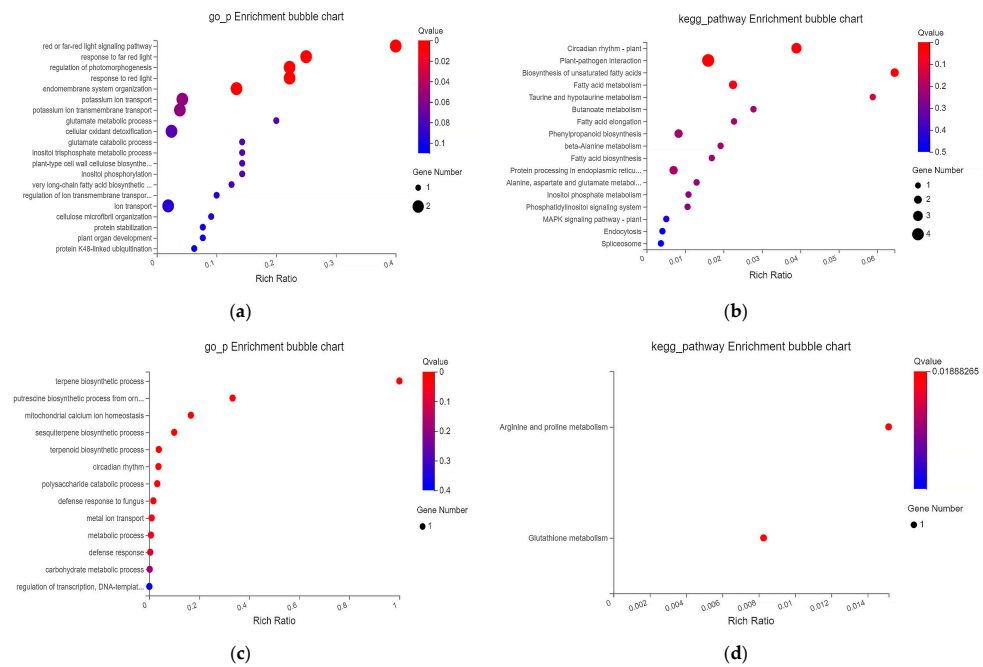 go_p Enrichment bubble chart
red or far-red light signaling pathway
response to far red light
regulation of photomorphogenesis
response to red light
endomembrane system organization
potassium ion transport
potassium ion transmembrane transport
glutamate metabolic process
cellular oxidant detoxification
glutamate catabolic process
inositol trisphosphate metabolic process
plant-type cell wall cellulose biosynthe...
inositol phosphorylation
very long-chain fatty acid biosynthetic ...
regulation of ion transmembrane transpor...
ion transport
cellulose microfibril organization
protein stabilization
plant organ development
protein K48-linked ubiquitination
0 0.1 0.2 0.3 0.4
Rich Ratio
Qvalue
0
0.02
0.04
0.06
0.08
0.1
Gene Number
1
2
(a)
kegg_pathway Enrichment bubble chart
Circadian rhythm - plant
Plant-pathogen interaction
Biosynthesis of unsaturated fatty acids
Fatty acid metabolism
Taurine and hypotaurine metabolism
Butanoate metabolism
Fatty acid elongation
Phenylpropanoid biosynthesis
beta-Alanine metabolism
Fatty acid biosynthesis
Protein processing in endoplasmic reticu...
Alanine, aspartate and glutamate metabol...
Inositol phosphate metabolism
Phosphatidylinositol signaling system
MAPK signaling pathway - plant
Endocytosis
Spliceosome
0 0.01 0.02 0.03 0.04 0.05 0.06
Rich Ratio
Qvalue
0
0.1
0.2
0.3
0.4
0.5
Gene Number
1
2
3
4
(b)
go_p Enrichment bubble chart
terpene biosynthetic process
putrescine biosynthetic process from orn...
mitochondrial calcium ion homeostasis
sesquiterpene biosynthetic process
terpenoid biosynthetic process
circadian rhythm
polysaccharide catabolic process
defense response to fungus
metal ion transport
metabolic process
defense response
carbohydrate metabolic process
regulation of transcription, DNA-templat...
0 0.2 0.4 0.6 0.8 1
Rich Ratio
Qvalue
0
0.1
0.2
0.3
0.4
Gene Number
1
(c)
kegg_pathway Enrichment bubble chart
Arginine and proline metabolism
Glutathione metabolism
0 0.002 0.004 0.006 0.008 0.01 0.012 0.014
Rich Ratio
Qvalue
0.01888265
Gene Number
1
(d)